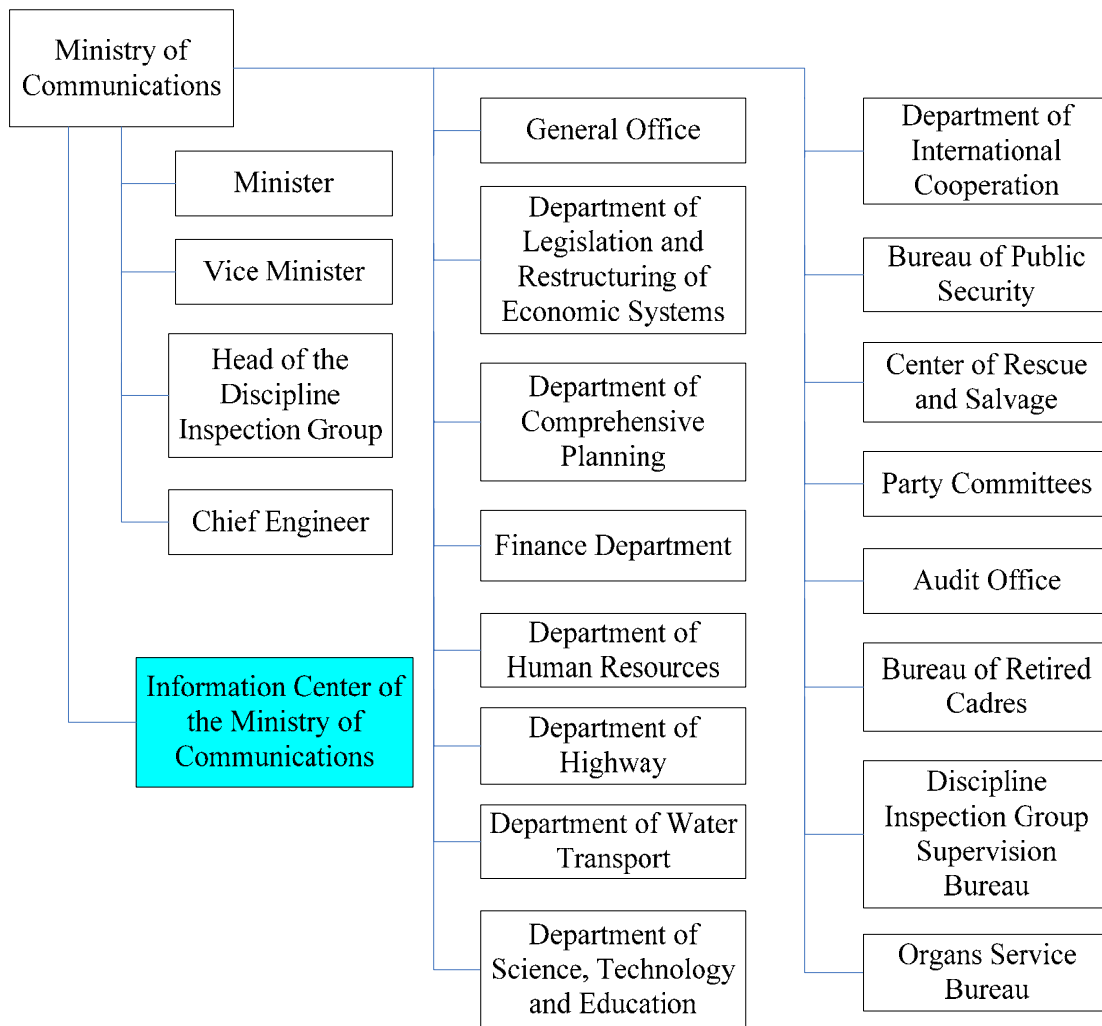 Ministry of
Communications
Minister
Vice Minister
Head of the
Discipline
Inspection Group
Chief Engineer
Information Center of
the Ministry of
Communications
General Office
Department of
Legislation and
Restructuring of
Economic Systems
Department of
Comprehensive
Planning
Finance Department
Department of
Human Resources
Department of
Highway
Department of Water
Transport
Department of
Science, Technology
and Education
Department of
International
Cooperation
Bureau of Public
Security
Center of Rescue
and Salvage
Party Committees
Audit Office
Bureau of Retired
Cadres
Discipline
Inspection Group
Supervision
Bureau
Organs Service
Bureau